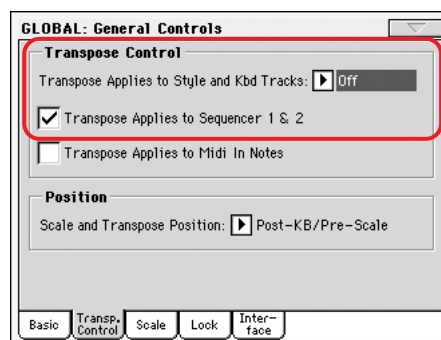 GLOBAL: General Controls
Transpose Control
Transpose Applies to Style and Kbd Tracks: Off
Transpose Applies to Sequencer 1 & 2
Transpose Applies to Midi In Notes
Position
Scale and Transpose Position: Post-KB/Pre-Scale
Basic Transp. Control Scale Lock Inter-face